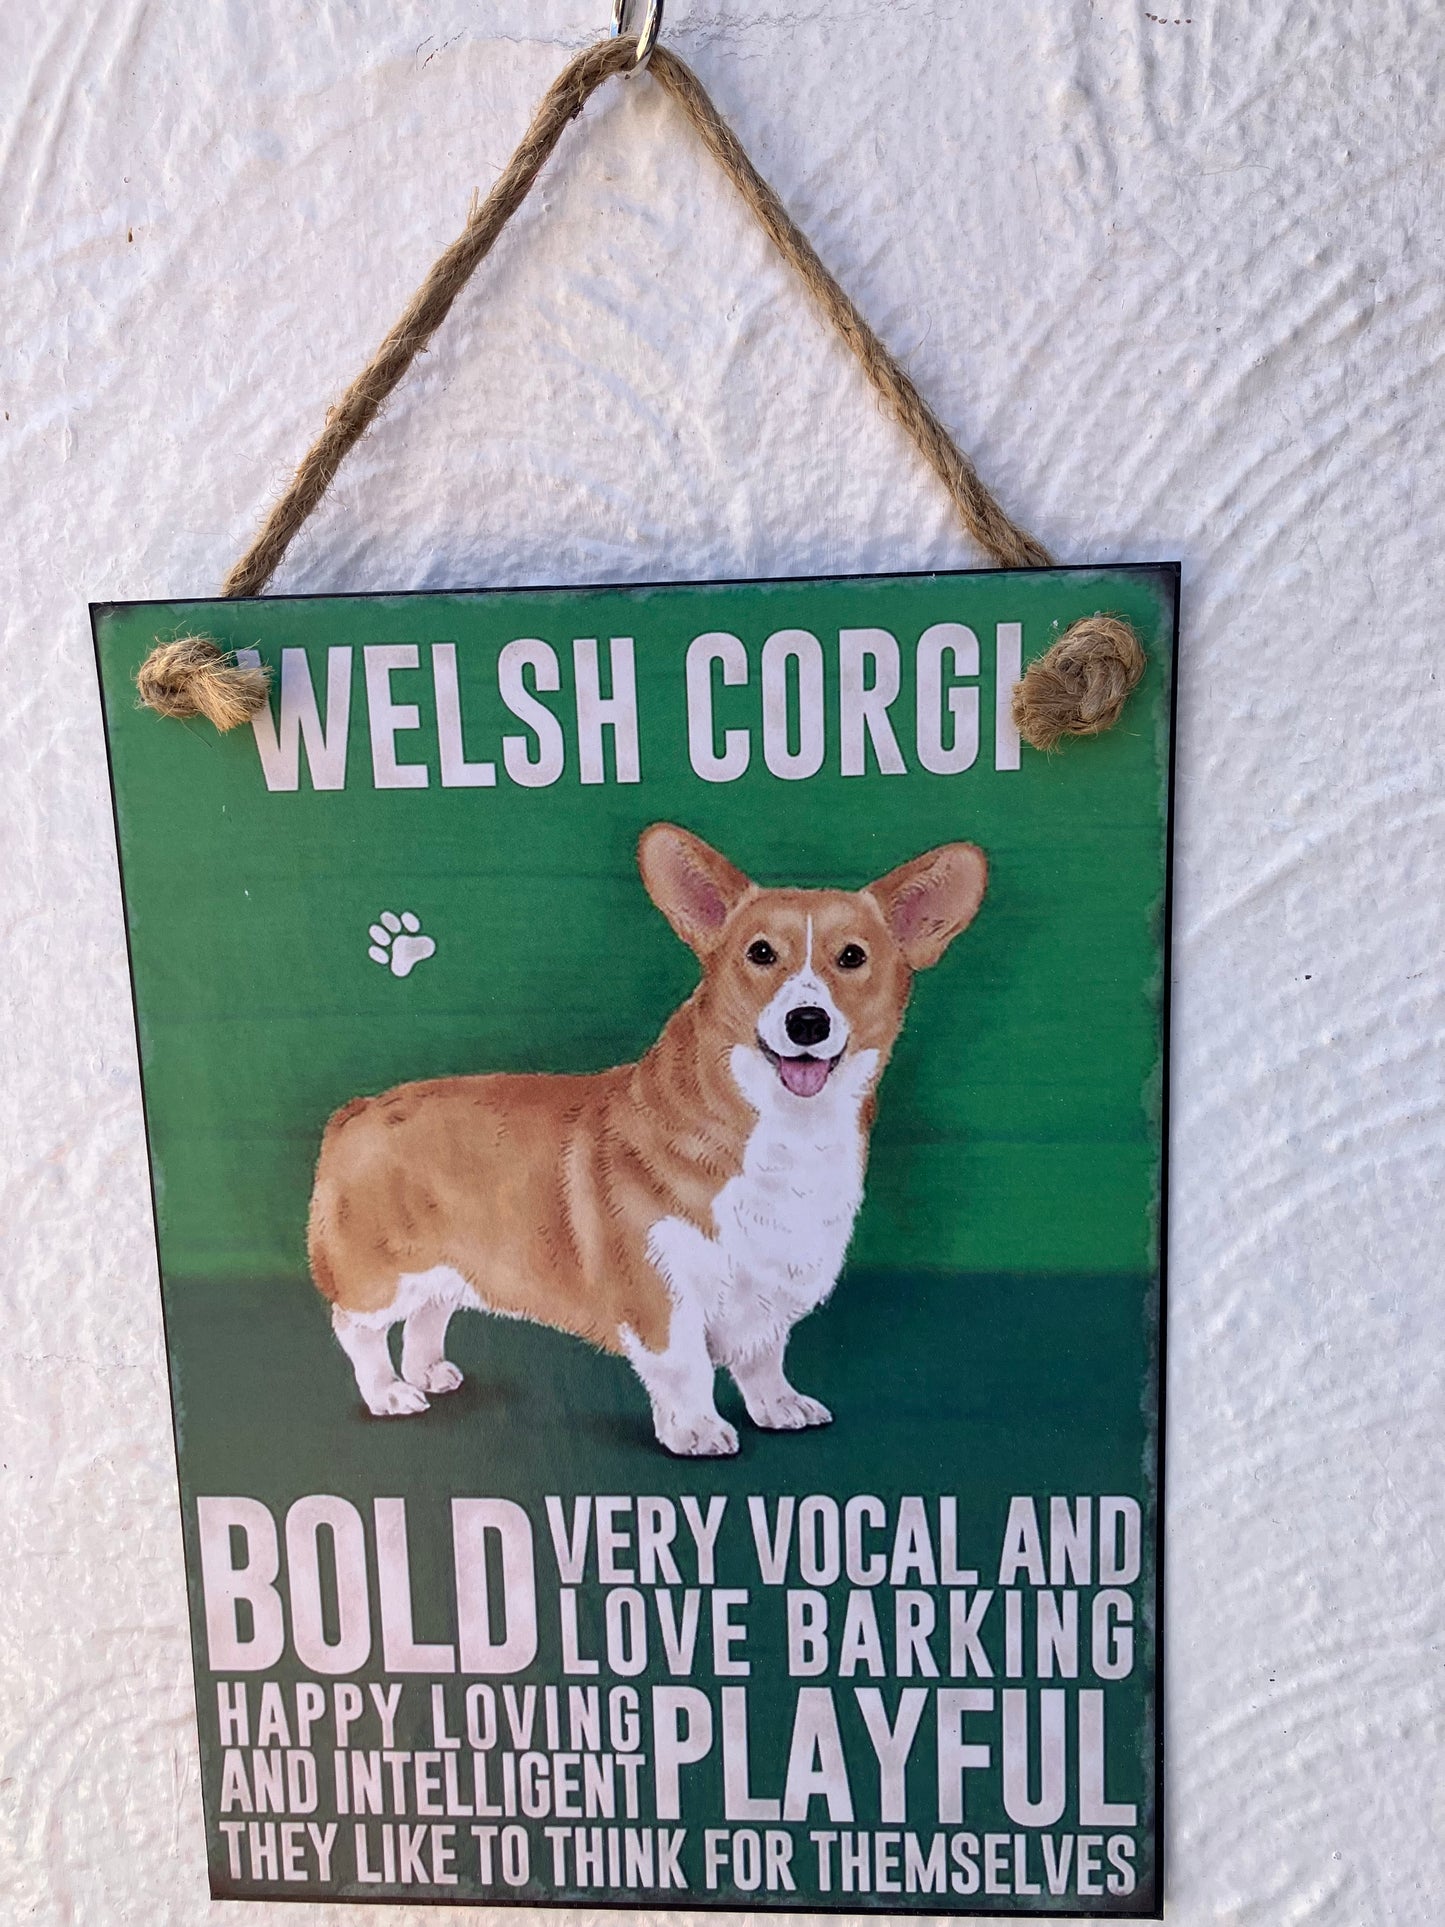 WELSH CORGI
BOLD VERY VOCAL AND
LOVE BARKING
HAPPY LOVING
AND INTELLIGENT PLAYFUL
THEY LIKE TO THINK FOR THEMSELVES